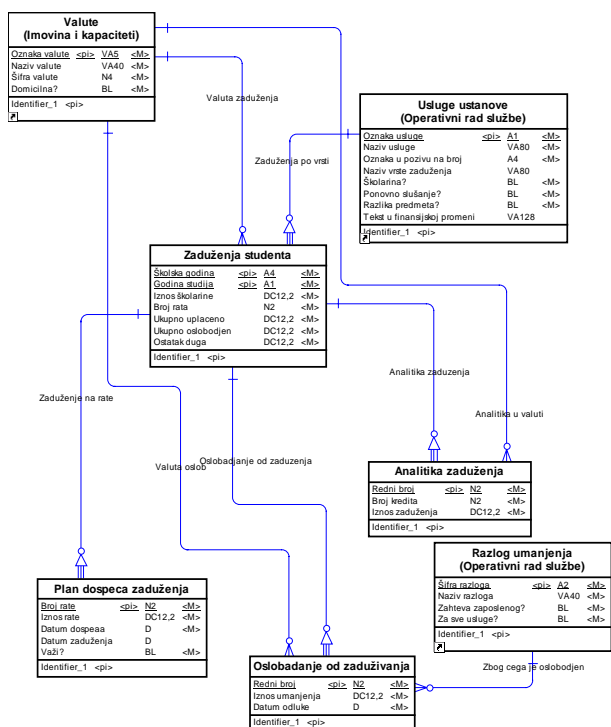 Valute
(Imovina i kapaciteti)
Oznaka valute <pi> VA5 <M>
Naziv valute VA40 <M>
Šifra valute N4 <M>
Domicilna? BL <M>
Identifier_1 <pi>
Valuta zaduženja
Usluge ustanove
(Operativni rad službe)
Oznaka usluge <pi> A1 <M>
Naziv usluge VA80 <M>
Oznaka u pozivu na broj A4 <M>
Naziv vrste zaduženja VA80
Školarina? BL <M>
Ponovno slušanje? BL <M>
Razlika predmeta? BL <M>
Tekst u finansijskoj promeni VA128
Identifier_1 <pi>
Zaduženja po vrsti
Zaduženja studenta
Školska godina <pi> A4 <M>
Godina studija <pi> A1 <M>
Iznos školarine DC12,2 <M>
Broj rata N2 <M>
Ukupno uplaceno DC12,2 <M>
Ukupno oslobodjen DC12,2 <M>
Ostatak duga DC12,2 <M>
Identifier_1 <pi>
Analitika zaduzenja
Zaduženje na rate
Analitika u valuti
Valuta oslob
Oslobadjanje od zaduzenja
Analitika zaduženja
Redni broj <pi> N2 <M>
Broj kredita N2 <M>
Iznos zaduženja DC12,2 <M>
Identifier_1 <pi>
Razlog umanjenja
(Operativni rad službe)
Šifra razloga <pi> A2 <M>
Naziv razloga VA40 <M>
Zahteva zaposlenog? BL <M>
Za sve usluge? BL <M>
Identifier_1 <pi>
Plan dospeca zaduženja
Broj rate <pi> N2 <M>
Iznos rate DC12,2 <M>
Datum dospeaa D <M>
Datum zaduženja D
Važi? BL <M>
Identifier_1 <pi>
Zbog cega je oslobodjen
Oslobađanje od zaduživanja
Redni broj <pi> N2 <M>
Iznos umanjenja DC12,2 <M>
Datum odluke D <M>
Identifier_1 <pi>